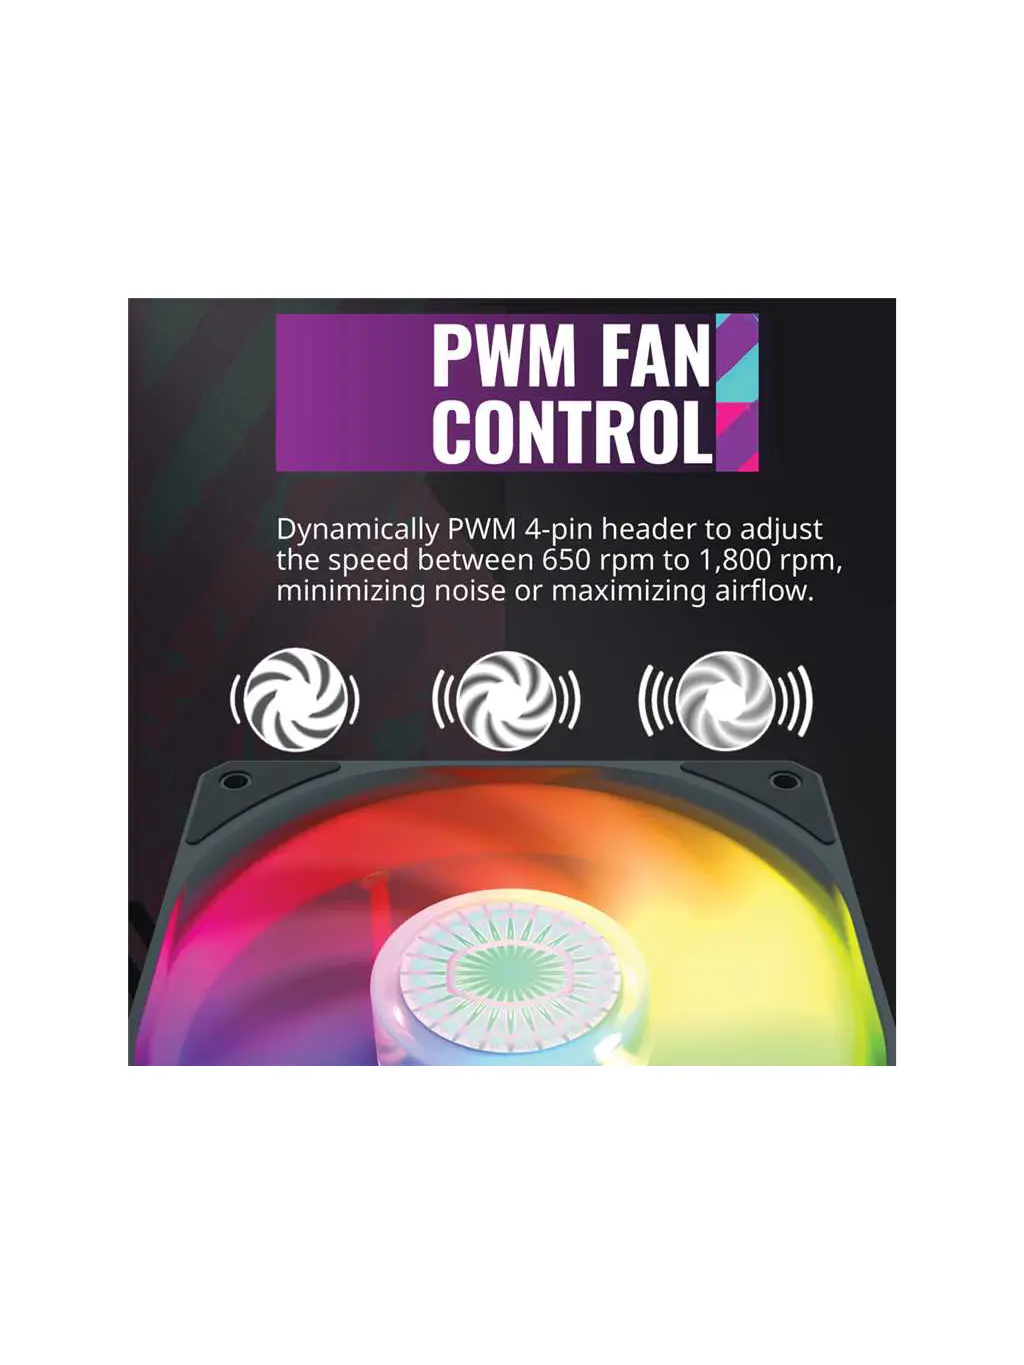 PWM FAN
CONTROL
Dynamically PWM 4-pin header to adjust
the speed between 650 rpm to 1,800 rpm,
minimizing noise or maximizing airflow.